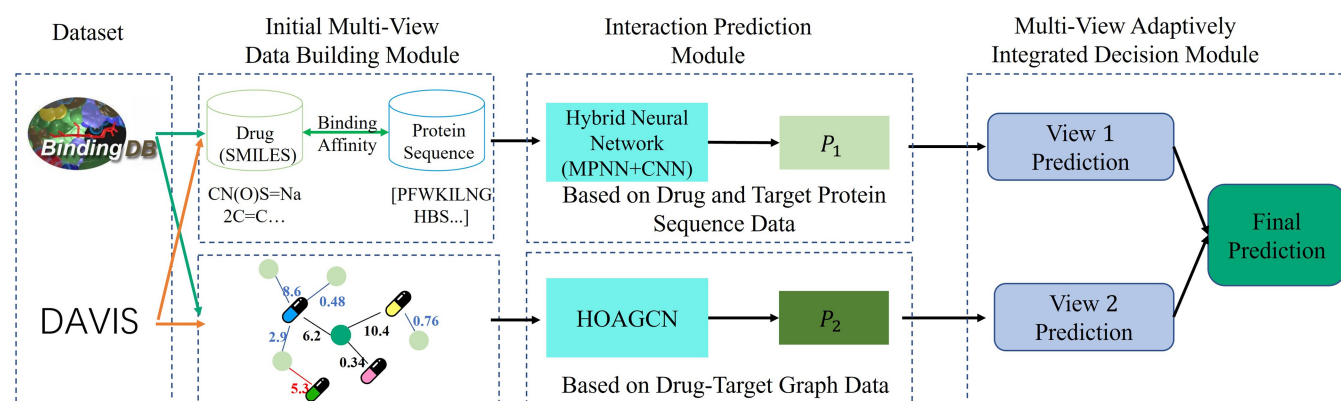 Dataset
Initial Multi-View
Data Building Module
Interaction Prediction
Module
Multi-View Adaptively
Integrated Decision Module
BindingDB
DAVIS
Drug
(SMILES)
Binding
Affinity
Protein
Sequence
CN(O)S=Na
2C=C…
[PFWKILNG
HBS...]
8.6
0.48
2.9
6.2
10.4
0.76
0.34
5.3
Hybrid Neural
Network
(MPNN+CNN)
P₁
Based on Drug and Target Protein
Sequence Data
HOAGCN
P₂
Based on Drug-Target Graph Data
View 1
Prediction
View 2
Prediction
Final
Prediction